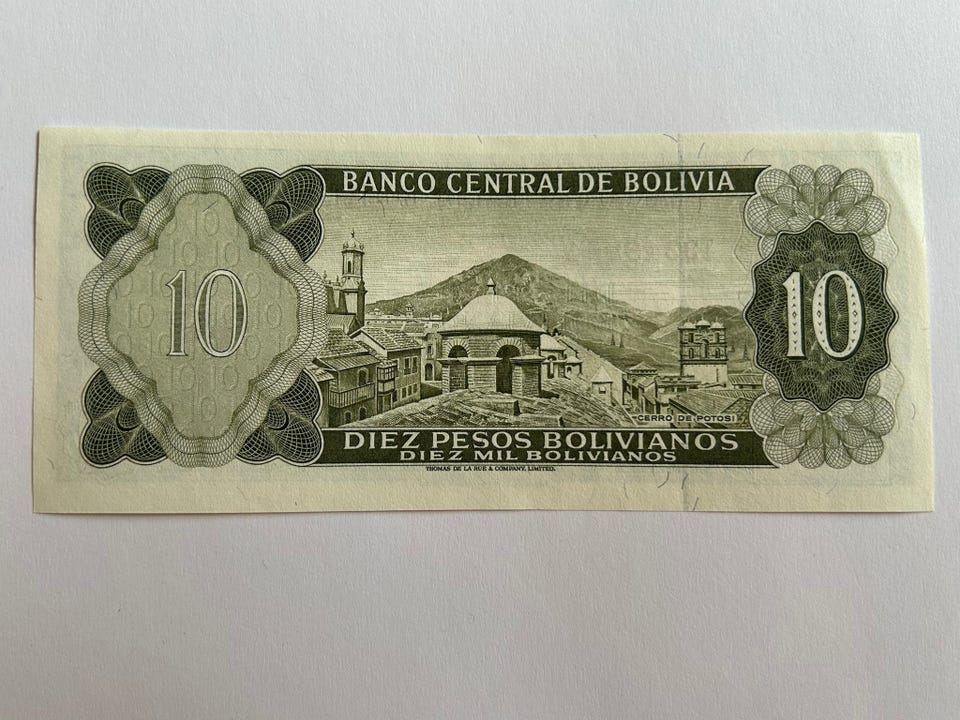 BANCO CENTRAL DE BOLIVIA
10
10
CERRO DE POTOSI
DIEZ PESOS BOLIVIANOS
DIEZ MIL BOLIVIANOS
THOMAS DE LA RUE & COMPANY, LIMITED.